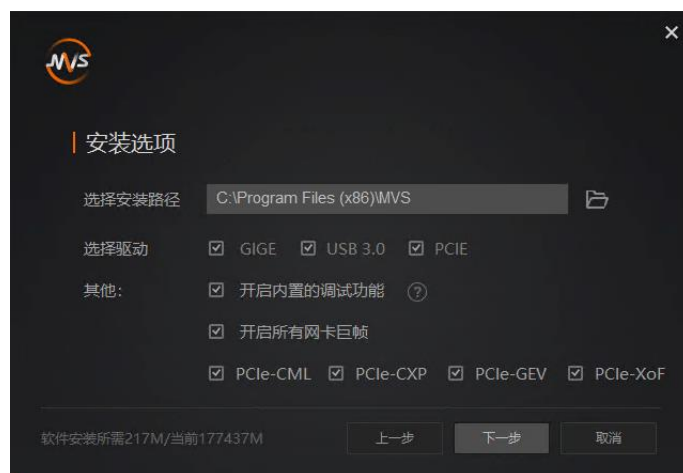 MVS
安装选项
选择安装路径 C:\Program Files (x86)\MVS
选择驱动 GIGE USB 3.0 PCIE
其他: 开启内置的调试功能 ?
开启所有网卡巨帧
PCIe-CML PCIe-CXP PCIe-GEV PCIe-XoF
软件安装所需217M/当前177437M 上一步 下一步 取消